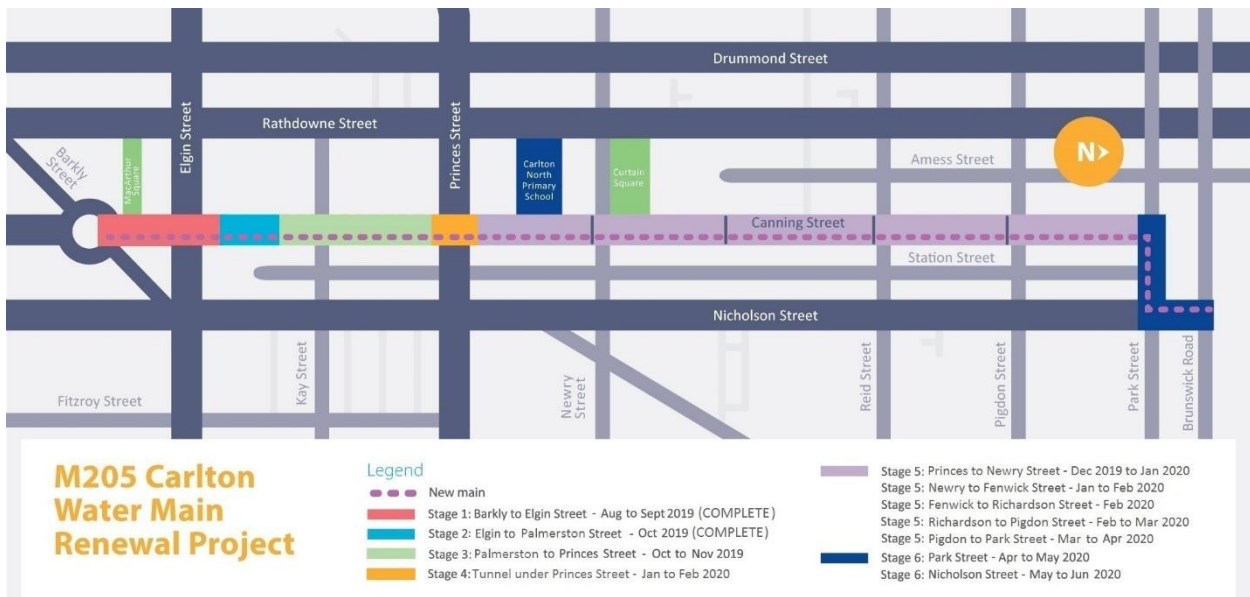 Drummond Street
Elgin Street
Princes Street
Rathdowne Street
Barkly
Street
MacArthur
Square
Carlton
North
Primary
School
Curtain
Square
Amess Street
N>
Canning Street
Station Street
Nicholson Street
Fitzroy Street
Kay Street
Newry
Street
Reid Street
Pigdon Street
Park Street
Brunswick Road
M205 Carlton
Water Main
Renewal Project
Legend
New main
Stage 1: Barkly to Elgin Street - Aug to Sept 2019 (COMPLETE)
Stage 2: Elgin to Palmerston Street - Oct 2019 (COMPLETE)
Stage 3: Palmerston to Princes Street - Oct to Nov 2019
Stage 4: Tunnel under Princes Street - Jan to Feb 2020
Stage 5: Princes to Newry Street - Dec 2019 to Jan 2020
Stage 5: Newry to Fenwick Street - Jan to Feb 2020
Stage 5: Fenwick to Richardson Street - Feb 2020
Stage 5: Richardson to Pigdon Street - Feb to Mar 2020
Stage 5: Pigdon to Park Street - Mar to Apr 2020
Stage 6: Park Street - Apr to May 2020
Stage 6: Nicholson Street - May to Jun 2020